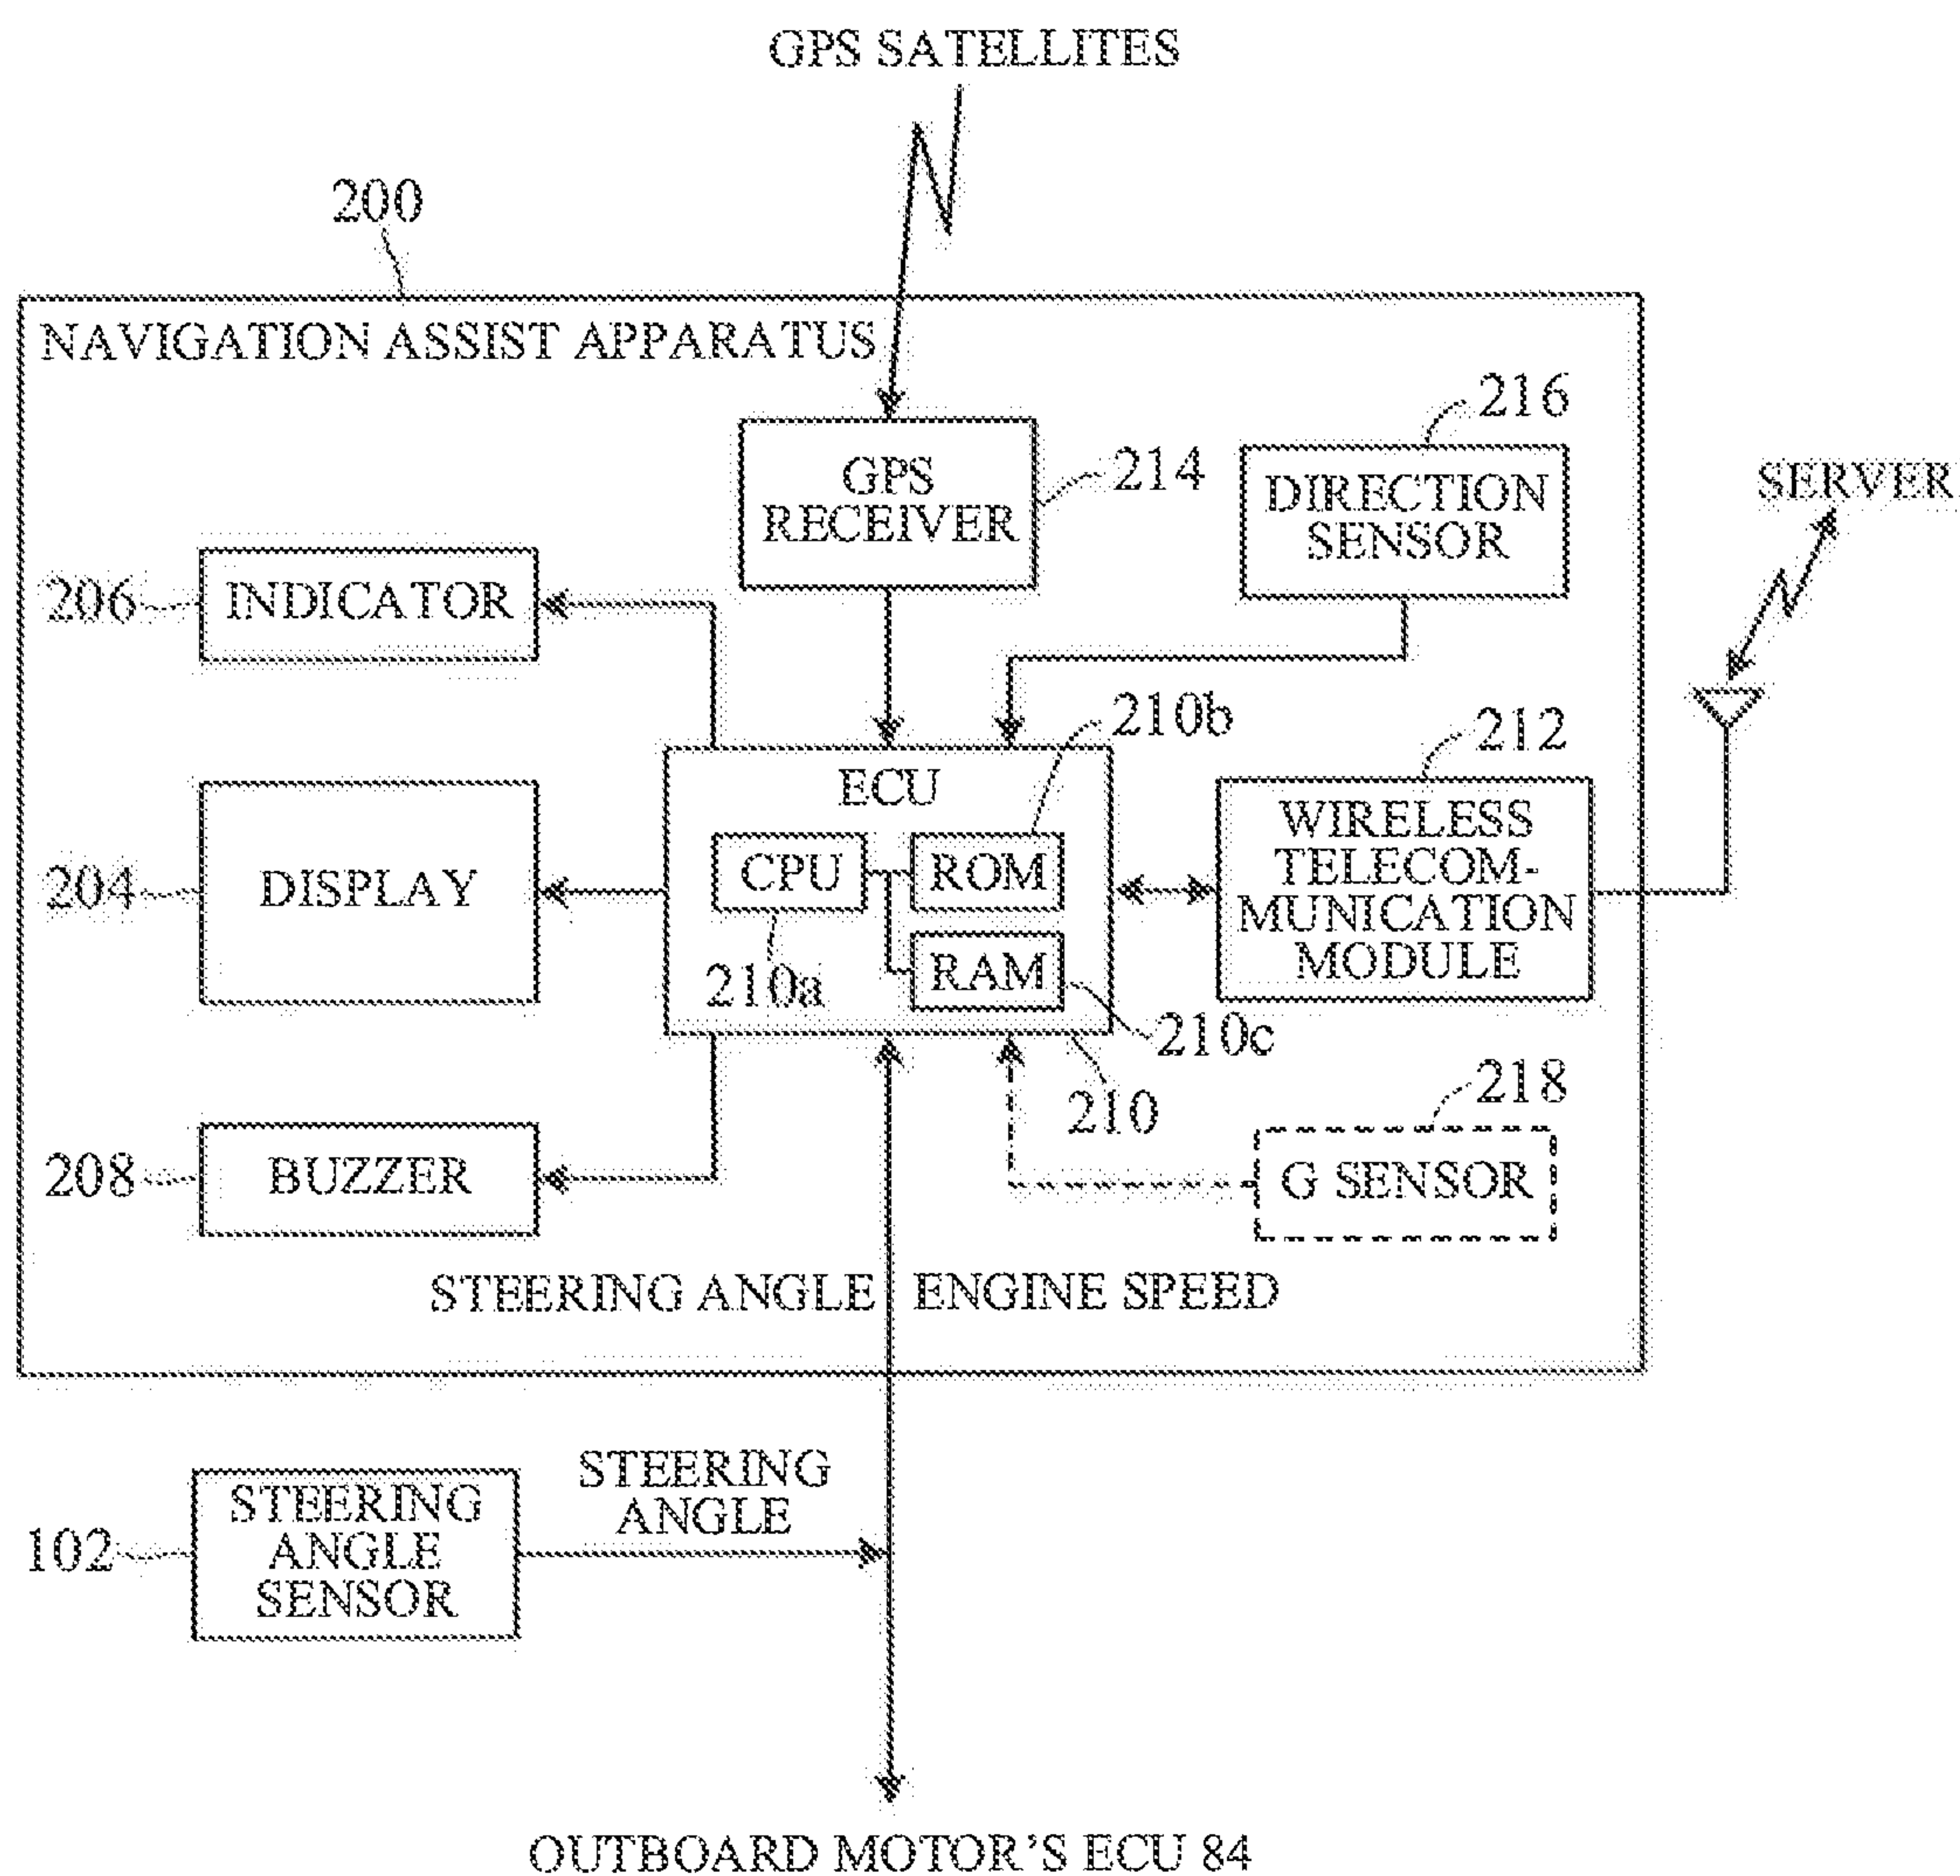 GPS SATELLITES
200
NAVIGATION ASSIST APPARATUS
216
GPS
RECEIVER
214
DIRECTION
SENSOR
SERVER
206
INDICATOR
210b
212
ECU
204
DISPLAY
CPU
ROM
WIRELESS
TELECOM-
MUNICATION
MODULE
210a
RAM
210c
210
218
208
BUZZER
G SENSOR
STEERING ANGLE
ENGINE SPEED
102
STEERING
ANGLE
SENSOR
STEERING
ANGLE
OUTBOARD MOTOR'S ECU 84